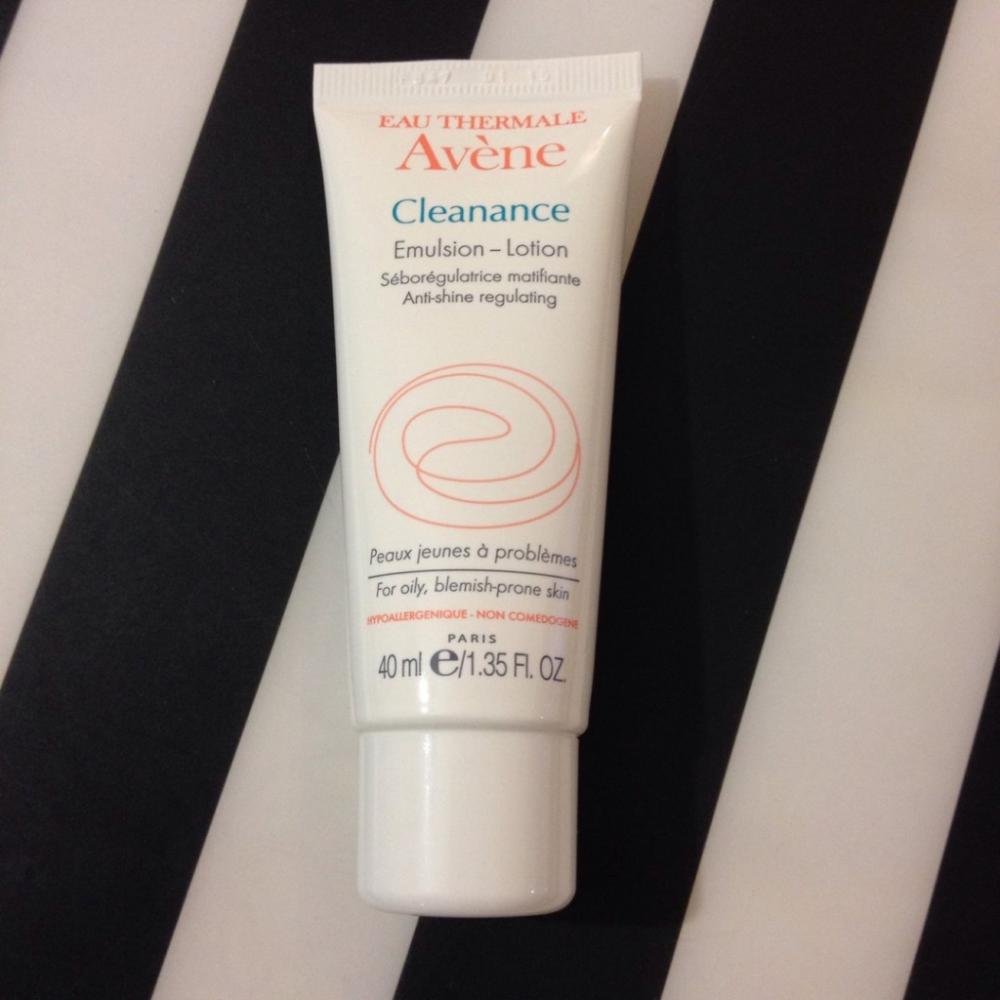 EAU THERMALE
Avène
Cleanance
Emulsion – Lotion
Séborégulatrice matifiante
Anti-shine regulating
Peaux jeunes à problèmes
For oily, blemish-prone skin
HYPOALLERGENIQUE - NON COMEDOGENE
PARIS
40 ml e/1.35 Fl. OZ.